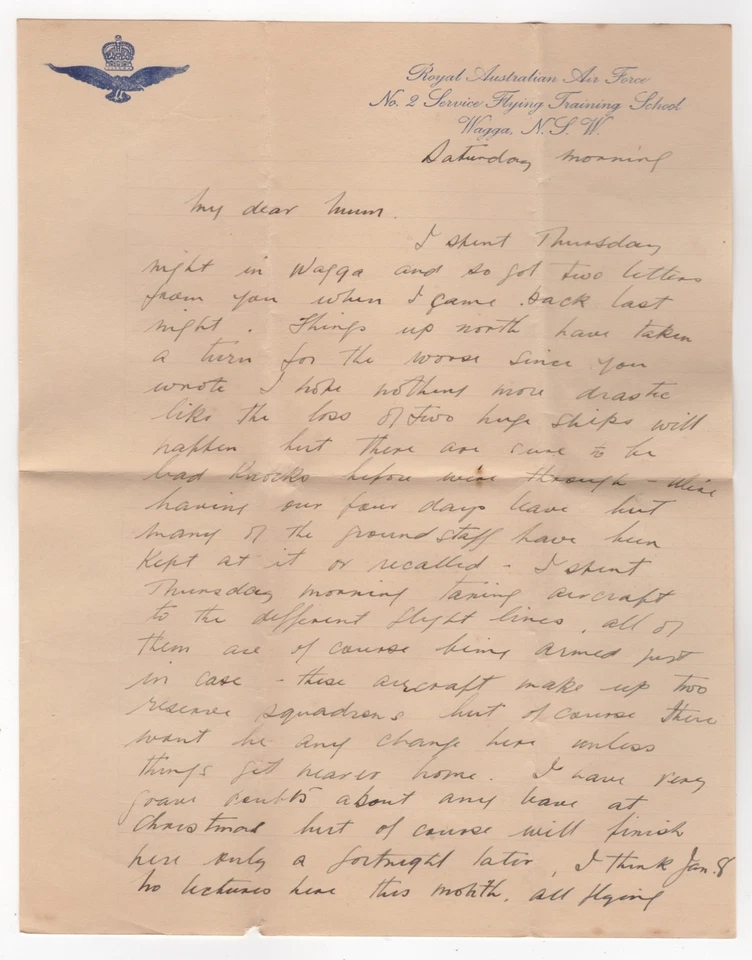 Royal Australian Air Force
No. 2 Service Flying Training School
Wagga, N.S.W.
Saturday morning
My dear Mum.
I spent Thursday
night in Wagga and so got two letters
from you when I came back last
night. Things up north have taken
a turn for the worse since you
wrote I hope nothing more drastic
like the loss of two huge ships will
happen but there are sure to be
bad knocks before we're through - We're
having our four days leave but
many of the ground staff have been
kept at it or recalled - I spent
Thursday morning taxiing aircraft
to the different flight lines, all of
them are of course being armed just
in case - these aircraft make up two
reserve squadrons but of course there
wont be any change here unless
things get nearer home. I have very
grave doubts about any leave at
Christmas but of course will finish
here only a fortnight later, I think Jan. 8
No lectures here this month, all flying